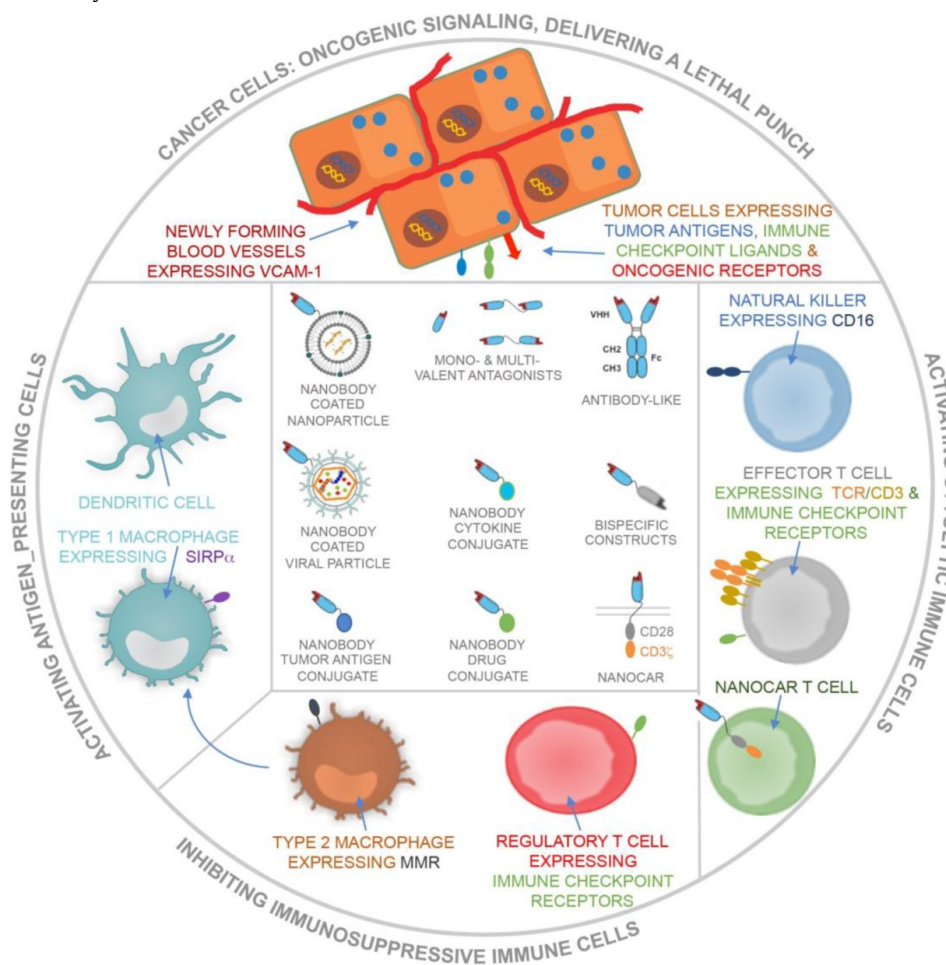 CANCER CELLS: ONCOGENIC SIGNALING, DELIVERING A LETHAL PUNCH
NEWLY FORMING
BLOOD VESSELS
EXPRESSING VCAM-1
TUMOR CELLS EXPRESSING
TUMOR ANTIGENS, IMMUNE
CHECKPOINT LIGANDS &
ONCOGENIC RECEPTORS
ACTIVATING ANTIGEN_PRESENTING CELLS
DENDRITIC CELL
TYPE 1 MACROPHAGE
EXPRESSING SIRPα
NANOBODY
COATED
NANOPARTICLE
MONO- & MULTI-
VALENT ANTAGONISTS
VHH
CH2
CH3
Fc
ANTIBODY-LIKE
NANOBODY
COATED
VIRAL PARTICLE
NANOBODY
CYTOKINE
CONJUGATE
BISPECIFIC
CONSTRUCTS
NANOBODY
TUMOR ANTIGEN
CONJUGATE
NANOBODY
DRUG
CONJUGATE
CD28
CD3ζ
NANOCAR
NATURAL KILLER
EXPRESSING CD16
EFFECTOR T CELL
EXPRESSING TCR/CD3 &
IMMUNE CHECKPOINT
RECEPTORS
NANOCAR T CELL
ACTIVATING
IMMUNE CELLS
TYPE 2 MACROPHAGE
EXPRESSING MMR
REGULATORY T CELL
EXPRESSING
IMMUNE CHECKPOINT
RECEPTORS
INHIBITING IMMUNOSUPPRESSIVE IMMUNE CELLS